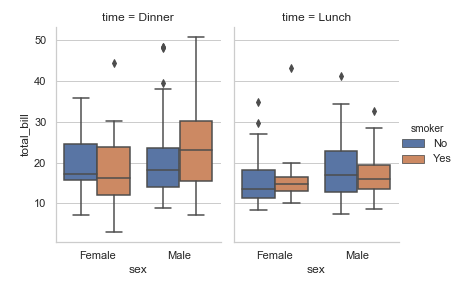 time = Dinner
time = Lunch
50
40
30
20
10
total_bill
Female
Male
sex
Female
Male
sex
smoker
No
Yes